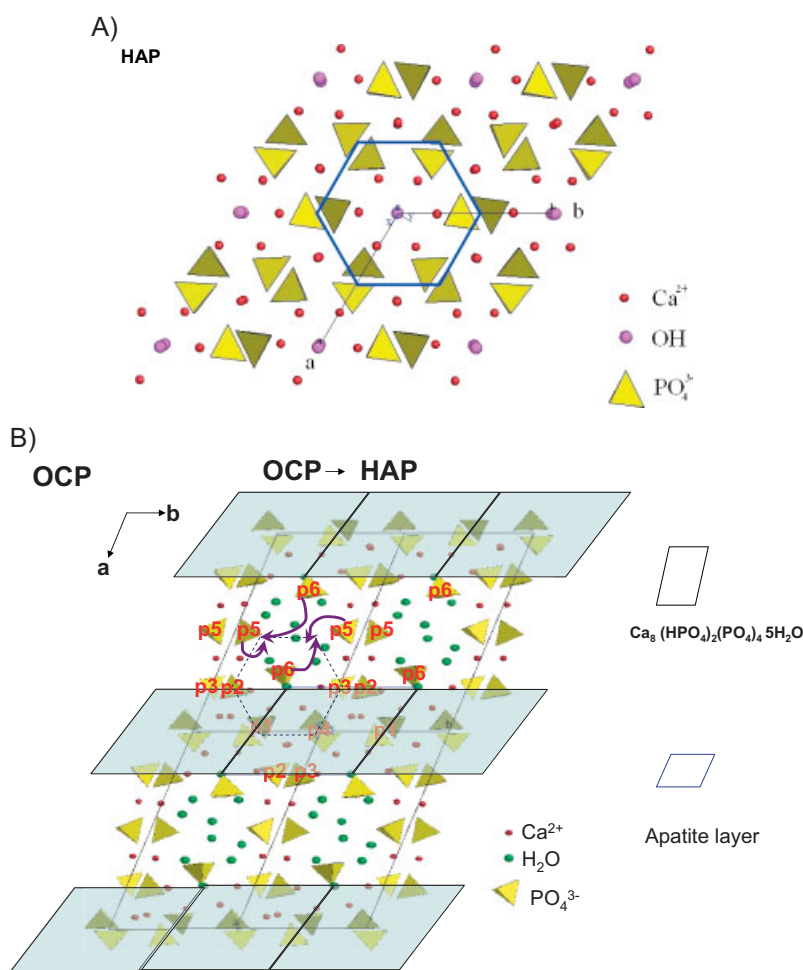 A)
HAP
b
a
Ca2+
OH
PO43-
B)
OCP
OCP → HAP
b
a
p6
p6
p5
p5
p5
p5
Ca8 (HPO4)2(PO4)4 5H2O
p6
p6
p3
p2
p3
p2
p4
p2
p3
Ca2+
H2O
PO43-
Apatite layer